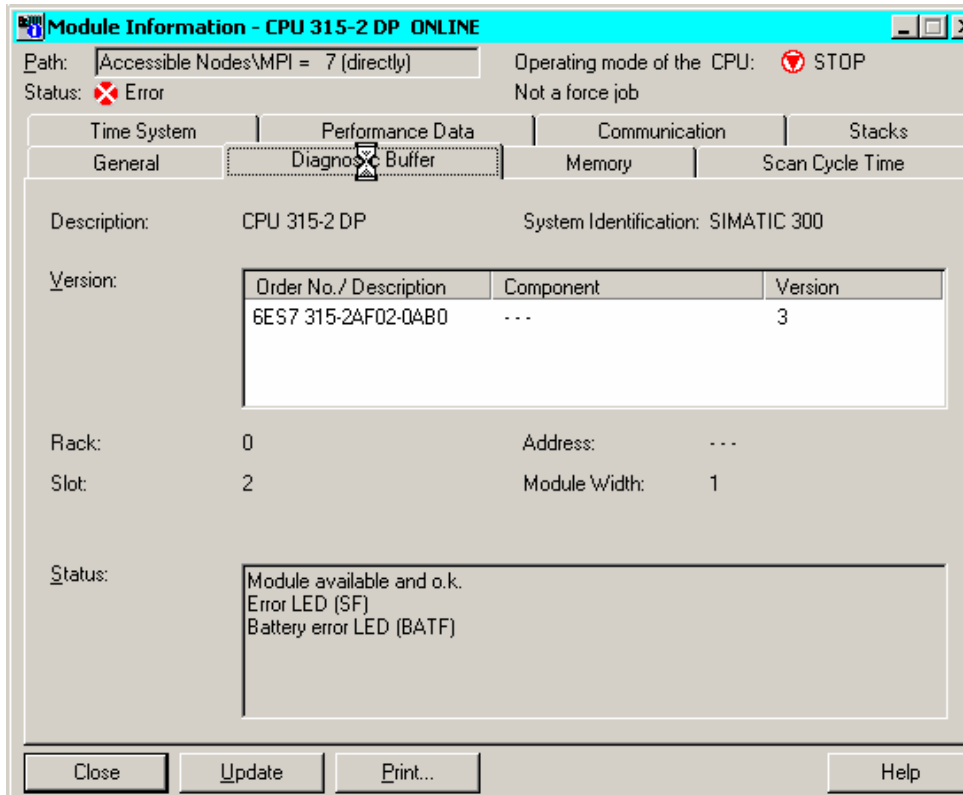 Module Information - CPU 315-2 DP ONLINE
Path: Accessible Nodes\MPI = 7 (directly) Operating mode of the CPU: STOP
Status: Error Not a force job
Time System Performance Data Communication Stacks
General Diagnostic Buffer Memory Scan Cycle Time
Description: CPU 315-2 DP System Identification: SIMATIC 300
Version: Order No./ Description Component Version
6ES7 315-2AF02-0AB0 - - - 3
Rack: 0 Address: - - -
Slot: 2 Module Width: 1
Status: Module available and o.k.
Error LED (SF)
Battery error LED (BATF)
Close Update Print... Help